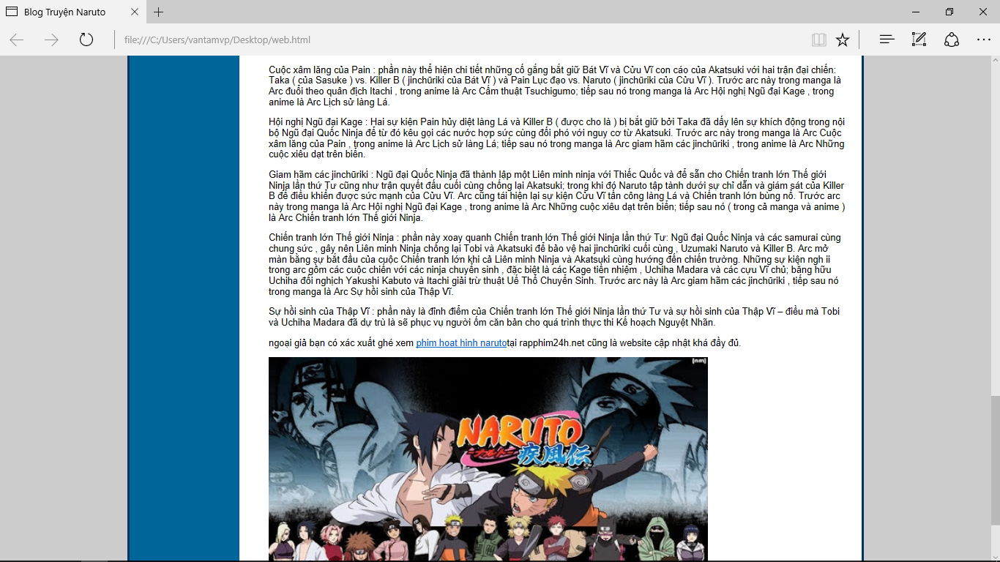 Blog Truyện Naruto
file:///C:/Users/vantamvp/Desktop/web.html
Cuộc xâm lăng của Pain : phần này thể hiện chi tiết những cố gắng bắt giữ Bát Vĩ và Cửu Vĩ con cáo của Akatsuki với hai trận đại chiến:
Taka ( của Sasuke ) vs. Killer B ( jinchūriki của Bát Vĩ ) và Pain Lục đạo vs. Naruto ( jinchūriki của Cửu Vĩ ). Trước arc này trong manga là
Arc đuổi theo quân địch Itachi , trong anime là Arc Cấm thuật Tsuchigumo; tiếp sau nó trong manga là Arc Hội nghị Ngũ đại Kage , trong
anime là Arc Lịch sử làng Lá.
Hội nghị Ngũ đại Kage : Hai sự kiện Pain hủy diệt làng Lá và Killer B ( được cho là ) bị bắt giữ bởi Taka đã dấy lên sự khích động trong nội
bộ Ngũ đại Quốc Ninja để từ đó kêu gọi các nước hợp sức cùng đối phó với nguy cơ từ Akatsuki. Trước arc này trong manga là Arc Cuộc
xâm lăng của Pain , trong anime là Arc Lịch sử làng Lá; tiếp sau nó trong manga là Arc giam hãm các jinchūriki , trong anime là Arc Những
cuộc xiêu dạt trên biển.
Giam hãm các jinchūriki : Ngũ đại Quốc Ninja đã thành lập một Liên minh ninja với Thiếc Quốc và để sẵn cho Chiến tranh lớn Thế giới
Ninja lần thứ Tư cũng như trận quyết đấu cuối cùng chống lại Akatsuki; trong khi đó Naruto tập tành dưới sự chỉ dẫn và giám sát của Killer
B để điều khiển được sức mạnh của Cửu Vĩ. Arc cũng tái hiện lại sự kiện Cửu Vĩ tấn công làng Lá và Chiến tranh lớn bùng nổ. Trước arc
này trong manga là Arc Hội nghị Ngũ đại Kage , trong anime là Arc Những cuộc xiêu dạt trên biển; tiếp sau nó ( trong cả manga và anime )
là Arc Chiến tranh lớn Thế giới Ninja.
Chiến tranh lớn Thế giới Ninja : phần này xoay quanh Chiến tranh lớn Thế giới Ninja lần thứ Tư: Ngũ đại Quốc Ninja và các samurai cùng
chung sức , gây nên Liên minh Ninja chống lại Tobi và Akatsuki để bảo vệ hai jinchūriki cuối cùng , Uzumaki Naruto và Killer B. Arc mở
màn bằng sự bắt đầu của cuộc Chiến tranh lớn khi cả Liên minh Ninja và Akatsuki cùng hướng đến chiến trường. Những sự kiện ngh ii
trong arc gồm các cuộc chiến với các ninja chuyển sinh , đặc biệt là các Kage tiền nhiệm , Uchiha Madara và các cựu Vĩ chủ; bằng hữu
Uchiha đối nghịch Yakushi Kabuto và Itachi giải trừ thuật Uế Thổ Chuyển Sinh. Trước arc này là Arc giam hãm các jinchūriki , tiếp sau nó
trong manga là Arc Sự hồi sinh của Thập Vĩ.
Sự hồi sinh của Thập Vĩ : phần này là đỉnh điểm của Chiến tranh lớn Thế giới Ninja lần thứ Tư và sự hồi sinh của Thập Vĩ – điều mà Tobi
và Uchiha Madara đã dự trù là sẽ phục vụ người ốm căn bản cho quá trình thực thi Kế hoạch Nguyệt Nhãn.
ngoại giả bạn có xác xuất ghé xem phim hoat hinh narutotại rapphim24h.net cũng là website cập nhật khá đầy đủ.
[nm]
NARUTO
ナルト
疾風伝